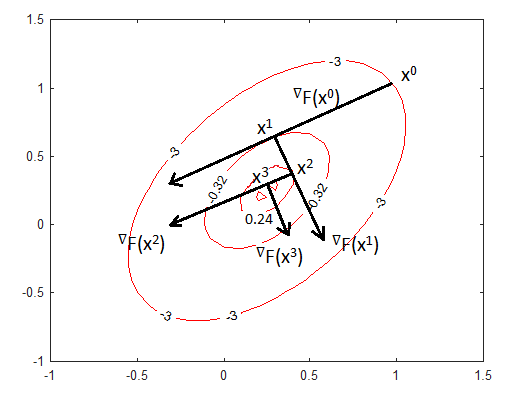 1.5
1
0.5
0
-0.5
-1
-1
-0.5
0
0.5
1
1.5
-3
x⁰
∇F(x⁰)
x¹
-3
x²
x³
-0.32
-0.32
-3
0.24
∇F(x²)
∇F(x¹)
∇F(x³)
-3
-3